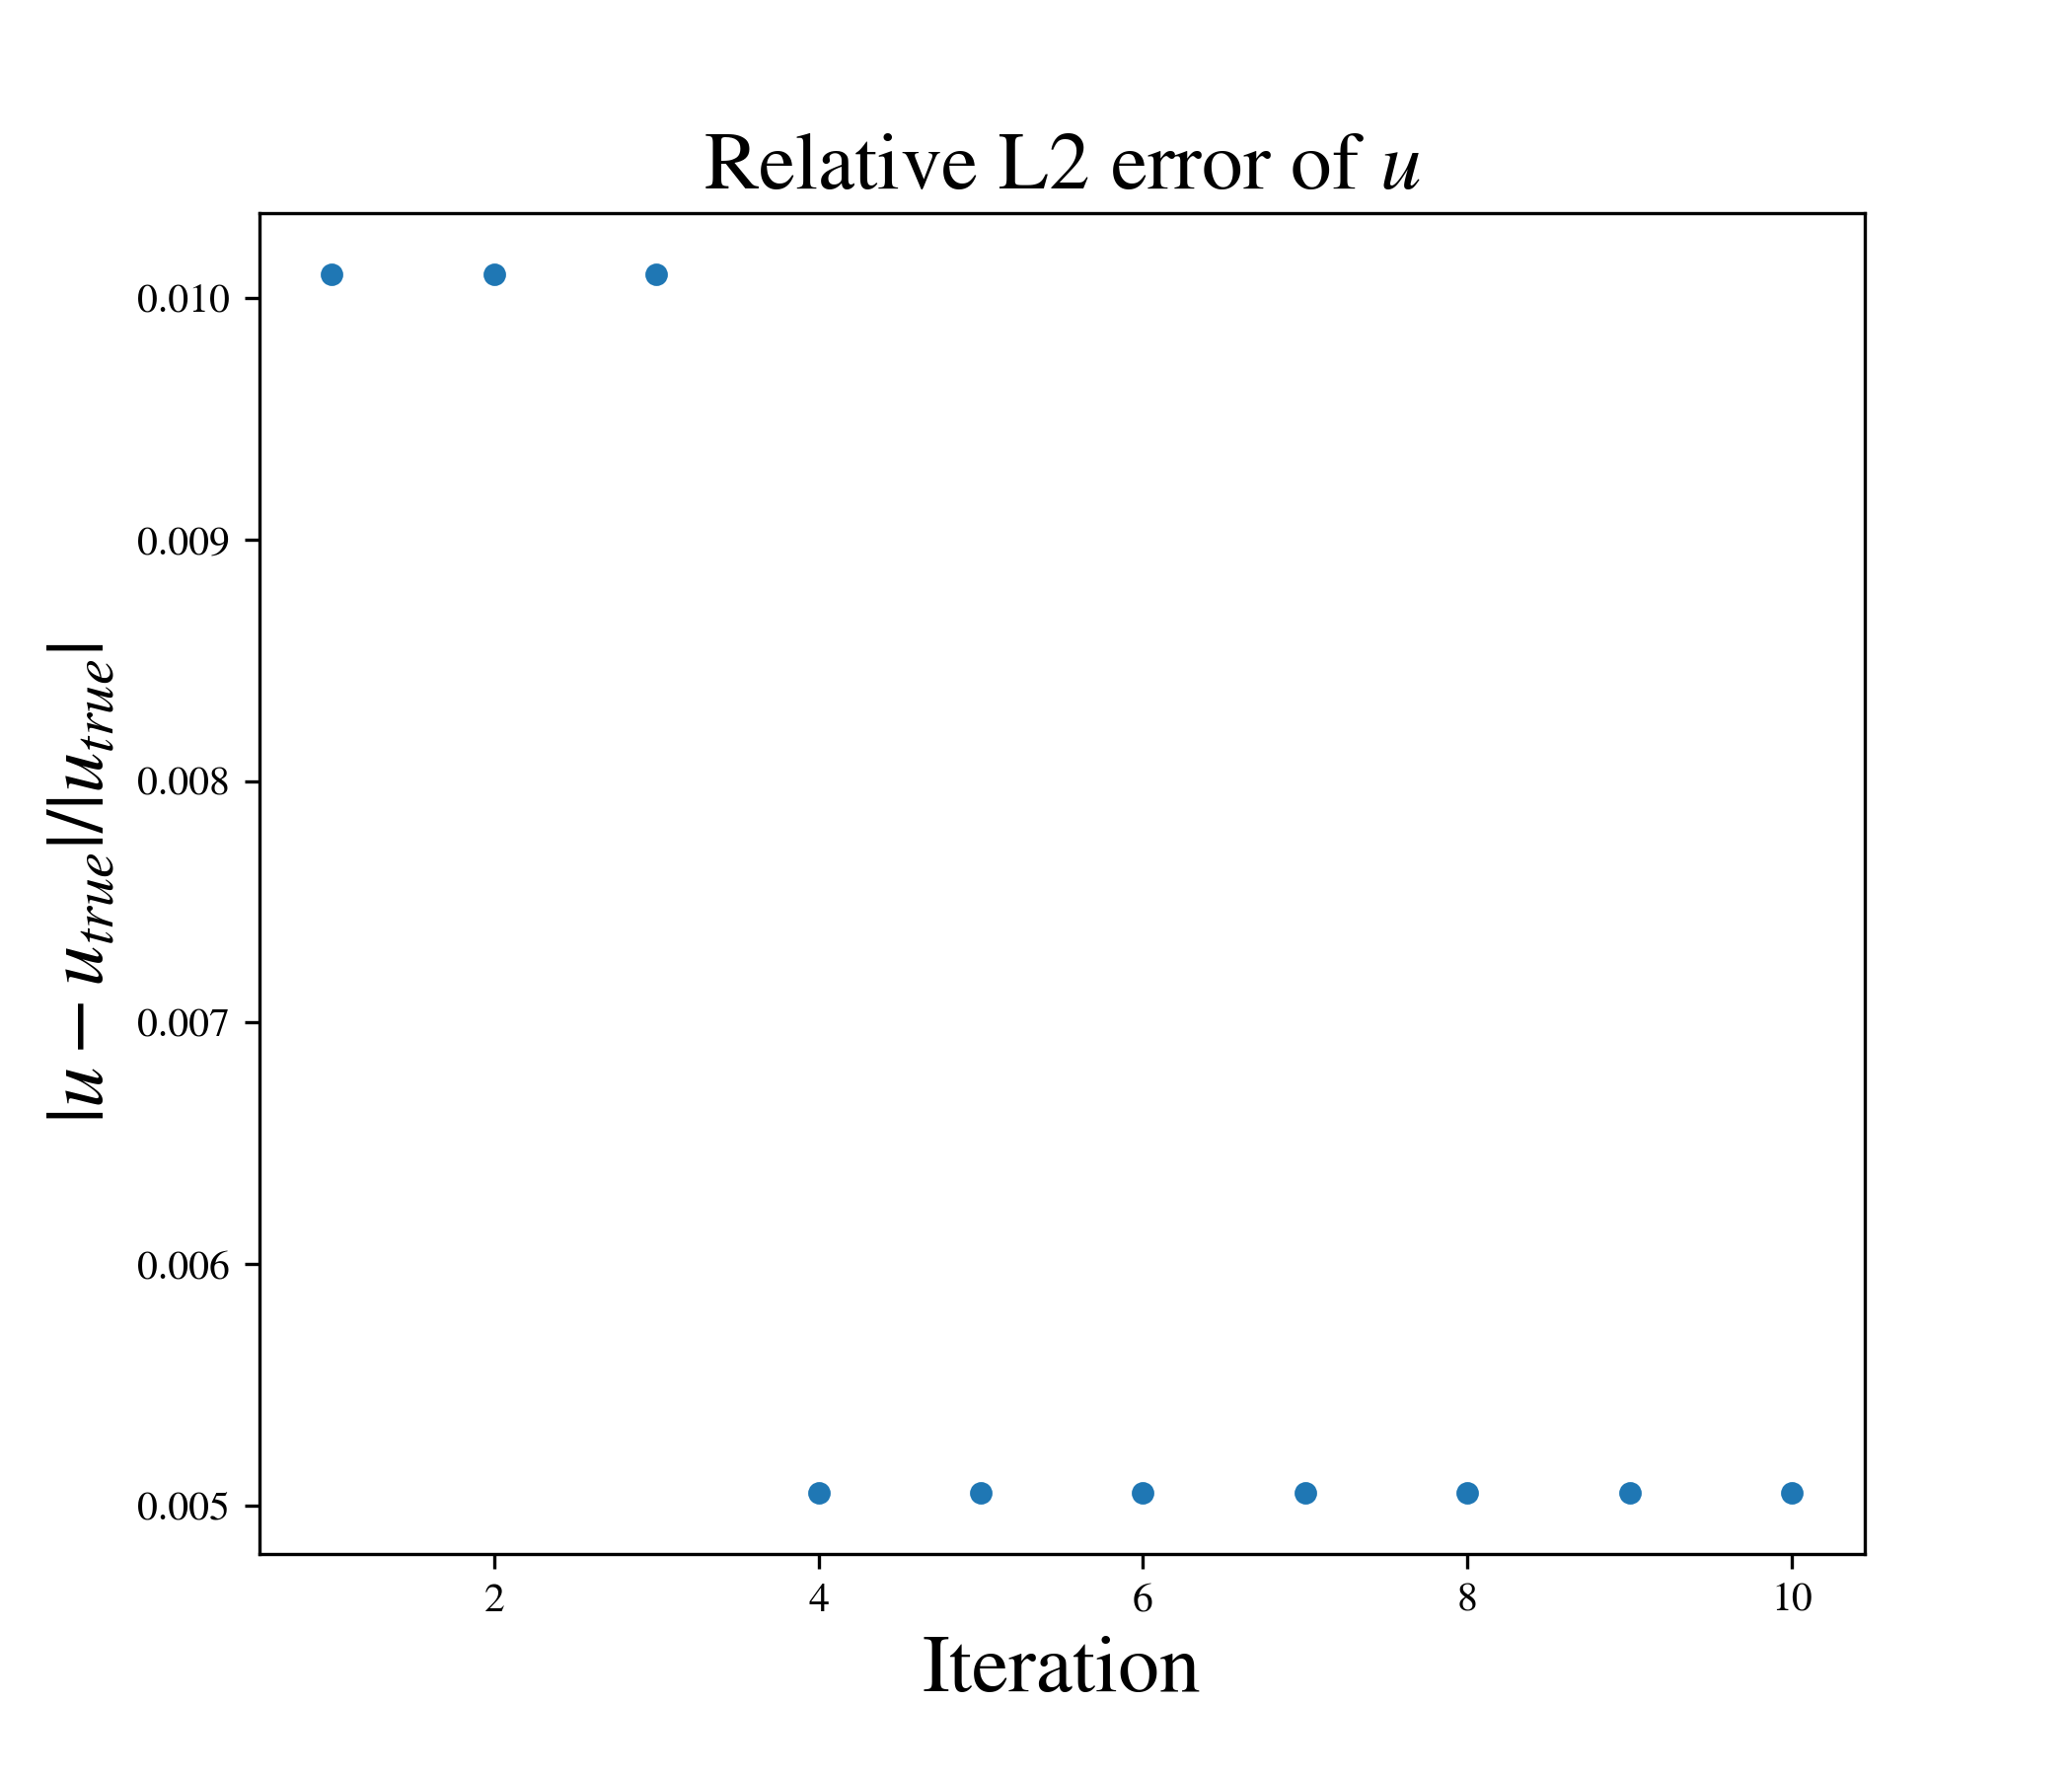 Relative L2 error of u
|u − u_true|/|u_true|
0.010
0.009
0.008
0.007
0.006
0.005
2 4 6 8 10
Iteration